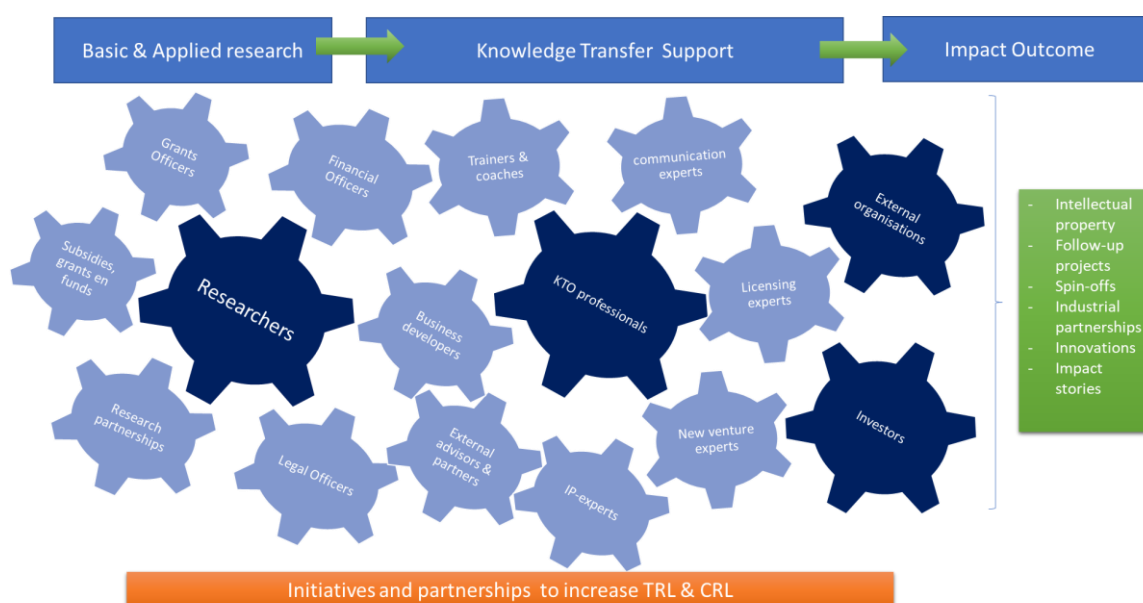 Basic & Applied research
Knowledge Transfer Support
Impact Outcome
Grants
Officers
Financial
Officers
Trainers &
coaches
communication
experts
External
organisations
Subsidies,
grants en
funds
Researchers
Business
developers
KTO professionals
Licensing
experts
Research
partnerships
Legal Officers
External
advisors &
partners
IP-experts
New venture
experts
Investors
- Intellectual
property
- Follow-up
projects
- Spin-offs
- Industrial
partnerships
- Innovations
- Impact
stories
Initiatives and partnerships to increase TRL & CRL